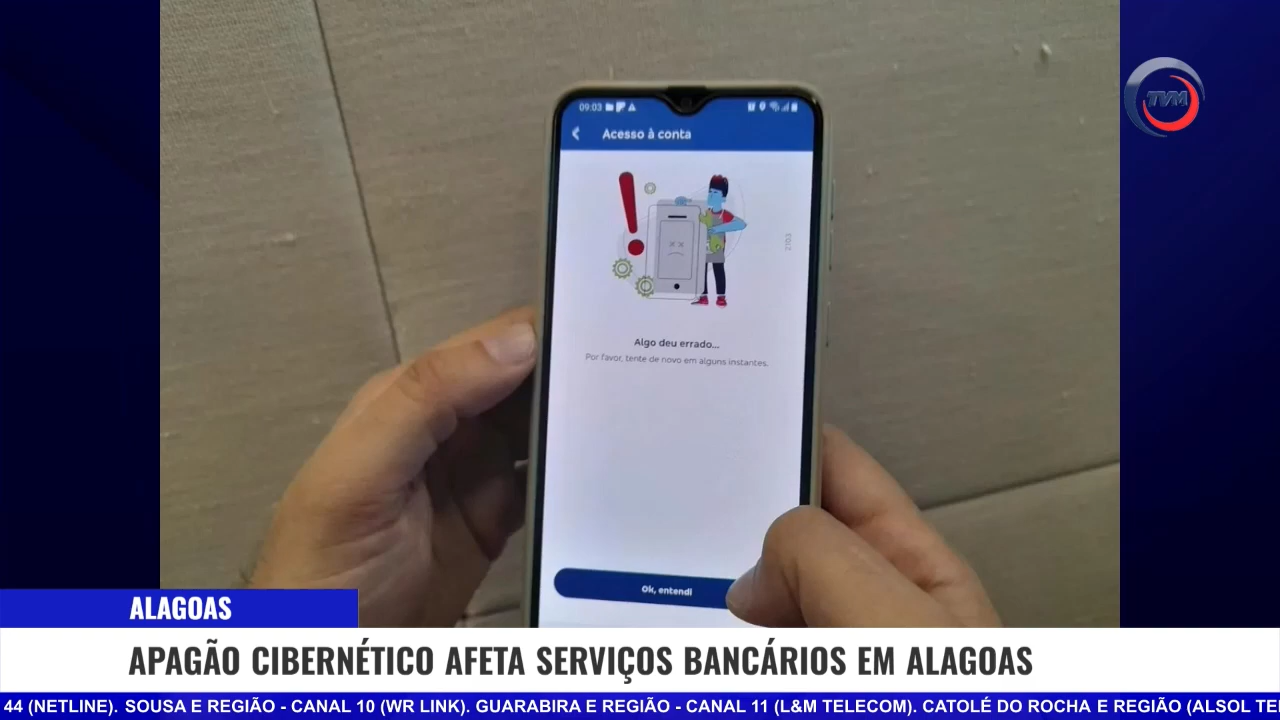 TVM
09:03
Acesso à conta
2703
Algo deu errado...
Por favor, tente de novo em alguns instantes.
Ok, entendi
ALAGOAS
APAGÃO CIBERNÉTICO AFETA SERVIÇOS BANCÁRIOS EM ALAGOAS
44 (NETLINE). SOUSA E REGIÃO - CANAL 10 (WR LINK). GUARABIRA E REGIÃO - CANAL 11 (L&M TELECOM). CATOLÉ DO ROCHA E REGIÃO (ALSOL TE